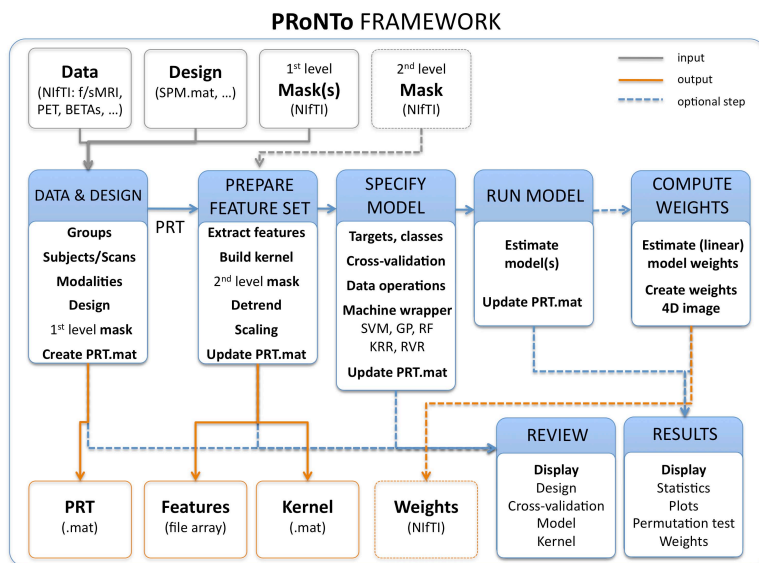 PRoNTo FRAMEWORK
Data
(NIfTI: f/sMRI,
PET, BETAs, ...)
Design
(SPM.mat, ...)
1st level
Mask(s)
(NIfTI)
2nd level
Mask
(NIfTI)
input
output
optional step
DATA & DESIGN
Groups
Subjects/Scans
Modalities
Design
1st level mask
Create PRT.mat
PRT
PREPARE
FEATURE SET
Extract features
Build kernel
2nd level mask
Detrend
Scaling
Update PRT.mat
SPECIFY
MODEL
Targets, classes
Cross-validation
Data operations
Machine wrapper
SVM, GP, RF
KRR, RVR
Update PRT.mat
RUN MODEL
Estimate
model(s)
Update PRT.mat
COMPUTE
WEIGHTS
Estimate (linear)
model weights
Create weights
4D image
PRT
(.mat)
Features
(file array)
Kernel
(.mat)
Weights
(NIfTI)
REVIEW
Display
Design
Cross-validation
Model
Kernel
RESULTS
Display
Statistics
Plots
Permutation test
Weights